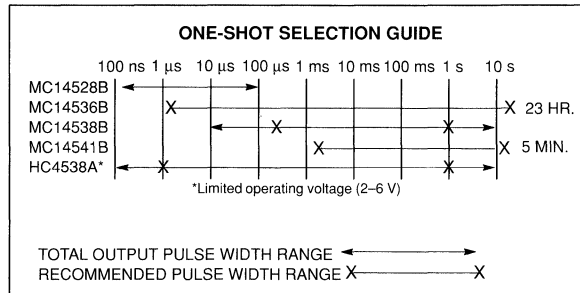 ONE-SHOT SELECTION GUIDE
100 ns 1 µs 10 µs 100 µs 1 ms 10 ms 100 ms 1 s 10 s
MC14528B
MC14536B 23 HR.
MC14538B
MC14541B 5 MIN.
HC4538A*
*Limited operating voltage (2–6 V)
TOTAL OUTPUT PULSE WIDTH RANGE
RECOMMENDED PULSE WIDTH RANGE